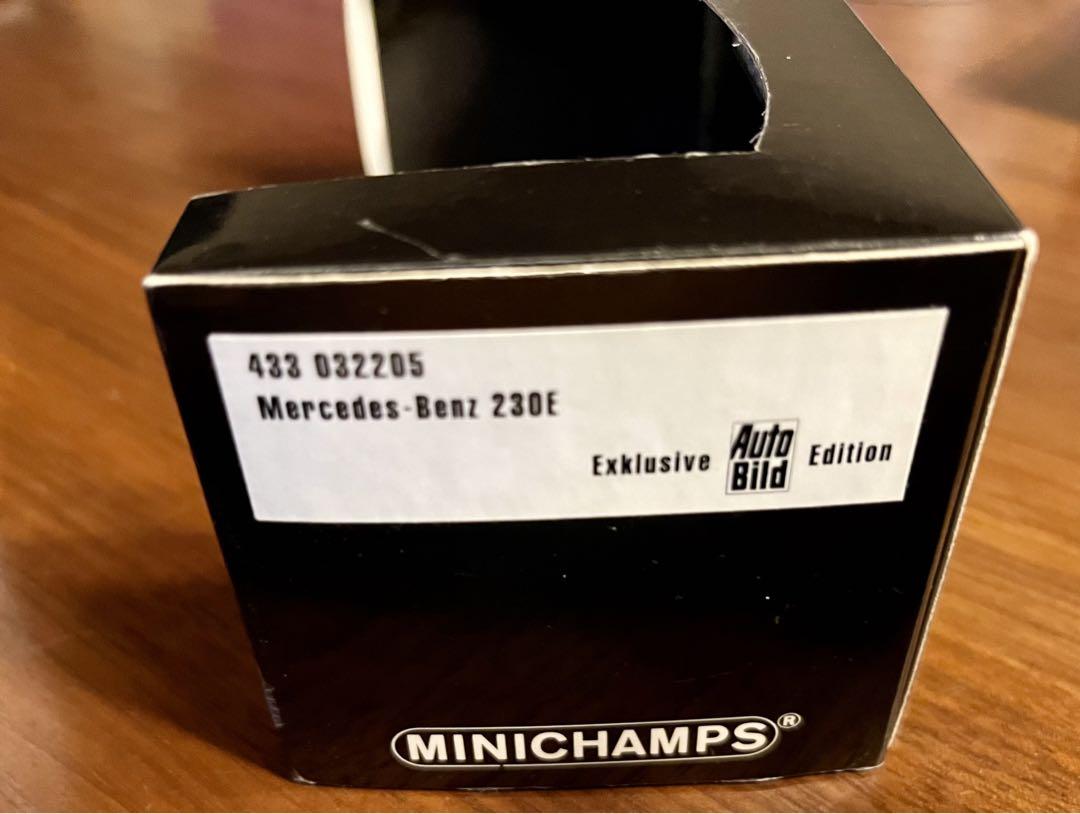 433 032205
Mercedes-Benz 230E
Exklusive Auto Bild Edition
MINICHAMPS®